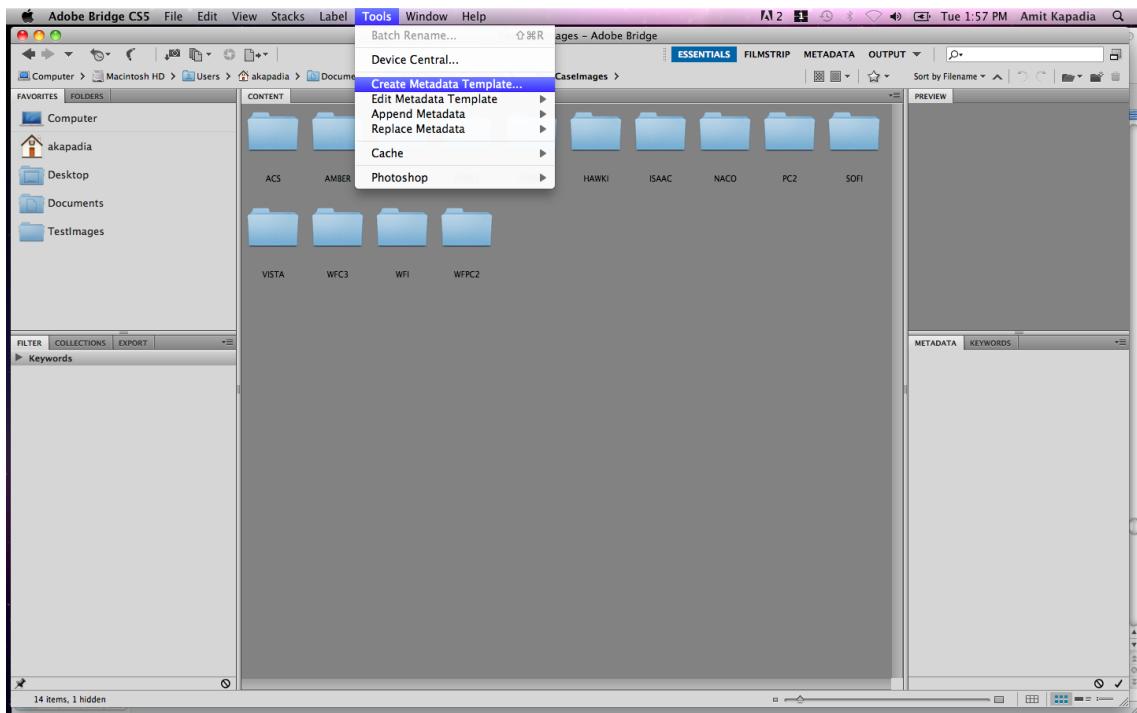 Adobe Bridge CS5 File Edit View Stacks Label Tools Window Help 2 1 Tue 1:57 PM Amit Kapadia
ages – Adobe Bridge
Batch Rename... ⇧⌘R
Device Central...
Create Metadata Template...
Edit Metadata Template
Append Metadata
Replace Metadata
Cache
Photoshop
ESSENTIALS FILMSTRIP METADATA OUTPUT
Computer > Macintosh HD > Users > akapadia > Docume CaseImages >
Sort by Filename
FAVORITES FOLDERS
Computer
akapadia
Desktop
Documents
TestImages
CONTENT
ACS AMBER HAWKI ISAAC NACO PC2 SOFI
VISTA WFC3 WFI WFPC2
PREVIEW
FILTER COLLECTIONS EXPORT
Keywords
METADATA KEYWORDS
14 items, 1 hidden